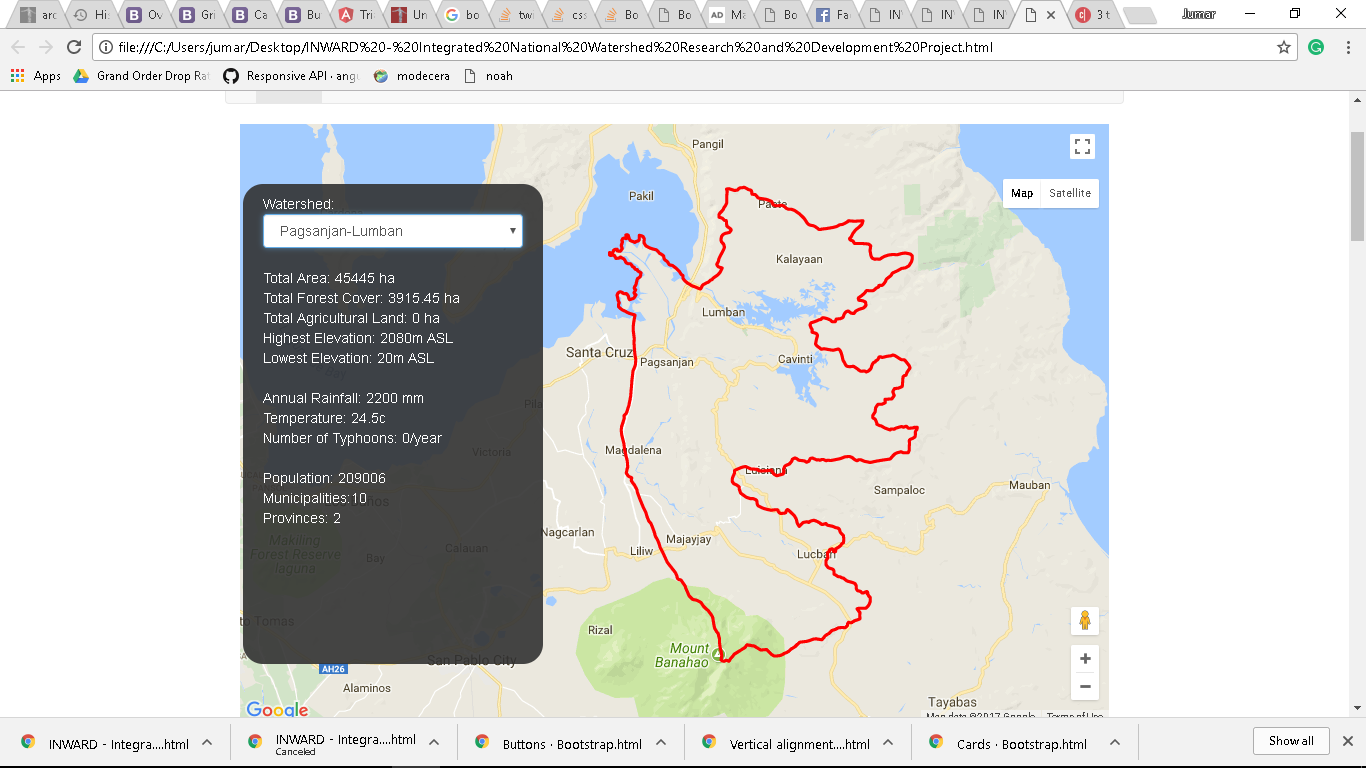 arc
His
Ov
Gri
Ca
Bu
Tri
Un
bo
twi
css
Bo
Bo
AD
Ma
Bo
Fa
IN
IN
IN
3 t
Jumar
file:///C:/Users/jumar/Desktop/INWARD%20-%20Integrated%20National%20Watershed%20Research%20and%20Development%20Project.html
Apps
Grand Order Drop Rat
Responsive API · angu
modecera
noah
Pangil
Pakil
Paete
Map
Satellite
Watershed:
Pagsanjan-Lumban
Kalayaan
Total Area: 45445 ha
Total Forest Cover: 3915.45 ha
Total Agricultural Land: 0 ha
Highest Elevation: 2080m ASL
Lowest Elevation: 20m ASL
Lumban
Santa Cruz
Pagsanjan
Cavinti
Annual Rainfall: 2200 mm
Temperature: 24.5c
Number of Typhoons: 0/year
Pila
Victoria
Magdalena
Luisiana
Sampaloc
Mauban
Population: 209006
Municipalities:10
Provinces: 2
Nagcarlan
Majayjay
Liliw
Lucban
Makiling
Forest Reserve
laguna
Bay
Calauan
Rizal
Mount
Banahao
San Pablo City
AH26
Alaminos
Tayabas
Google
Map data ©2017 Google
Terms of Use
INWARD - Integra....html
INWARD - Integra....html
Canceled
Buttons · Bootstrap.html
Vertical alignment....html
Cards · Bootstrap.html
Show all